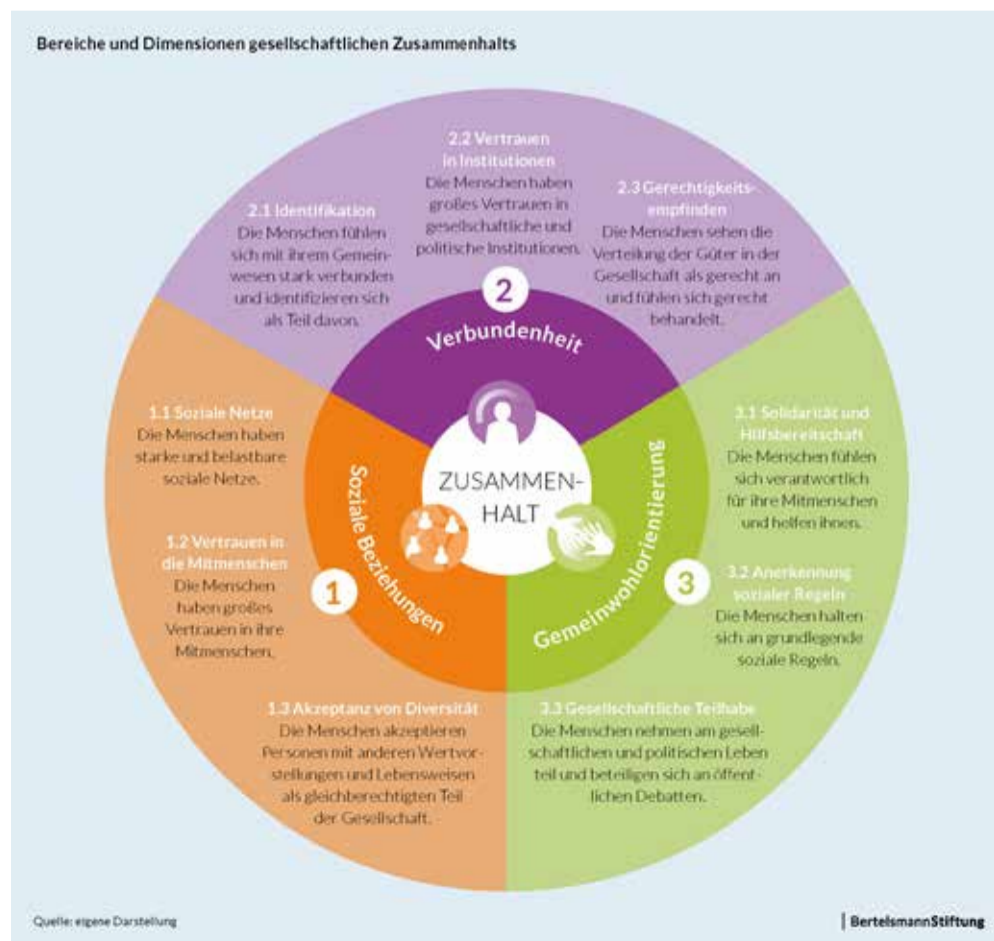 Bereiche und Dimensionen gesellschaftlichen Zusammenhalts
2.2 Vertrauen
in Institutionen
Die Menschen haben
großes Vertrauen in
gesellschaftliche und
politische Institutionen.
2.1 Identifikation
Die Menschen fühlen
sich mit ihrem Gemein-
wesen stark verbunden
und identifizieren sich
als Teil davon.
2.3 Gerechtigkeits-
empfinden
Die Menschen sehen die
Verteilung der Güter in der
Gesellschaft als gerecht an
und fühlen sich gerecht
behandelt.
2
Verbundenheit
1.1 Soziale Netze
Die Menschen haben
starke und belastbare
soziale Netze.
1.2 Vertrauen in
die Mitmenschen
Die Menschen
haben großes
Vertrauen in ihre
Mitmenschen.
1
Soziale Beziehungen
ZUSAMMEN-
HALT
Gemeinwohlorientierung
3
3.1 Solidarität und
Hilfsbereitschaft
Die Menschen fühlen
sich verantwortlich
für ihre Mitmenschen
und helfen ihnen.
3.2 Anerkennung
sozialer Regeln
Die Menschen halten
sich an grundlegende
soziale Regeln.
1.3 Akzeptanz von Diversität
Die Menschen akzeptieren
Personen mit anderen Wertvor-
stellungen und Lebensweisen
als gleichberechtigten Teil
der Gesellschaft.
3.3 Gesellschaftliche Teilhabe
Die Menschen nehmen am gesell-
schaftlichen und politischen Leben
teil und beteiligen sich an öffent-
lichen Debatten.
Quelle: eigene Darstellung
BertelsmannStiftung